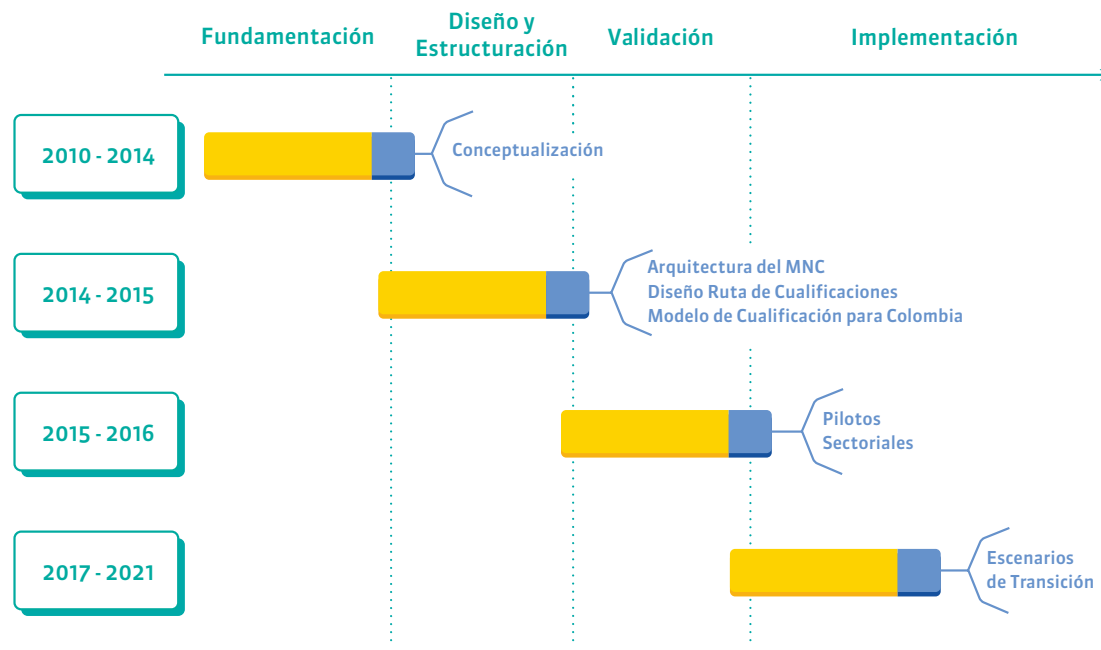 Fundamentación
Diseño y
Estructuración
Validación
Implementación
2010 - 2014
Conceptualización
2014 - 2015
Arquitectura del MNC
Diseño Ruta de Cualificaciones
Modelo de Cualificación para Colombia
2015 - 2016
Pilotos
Sectoriales
2017 - 2021
Escenarios
de Transición